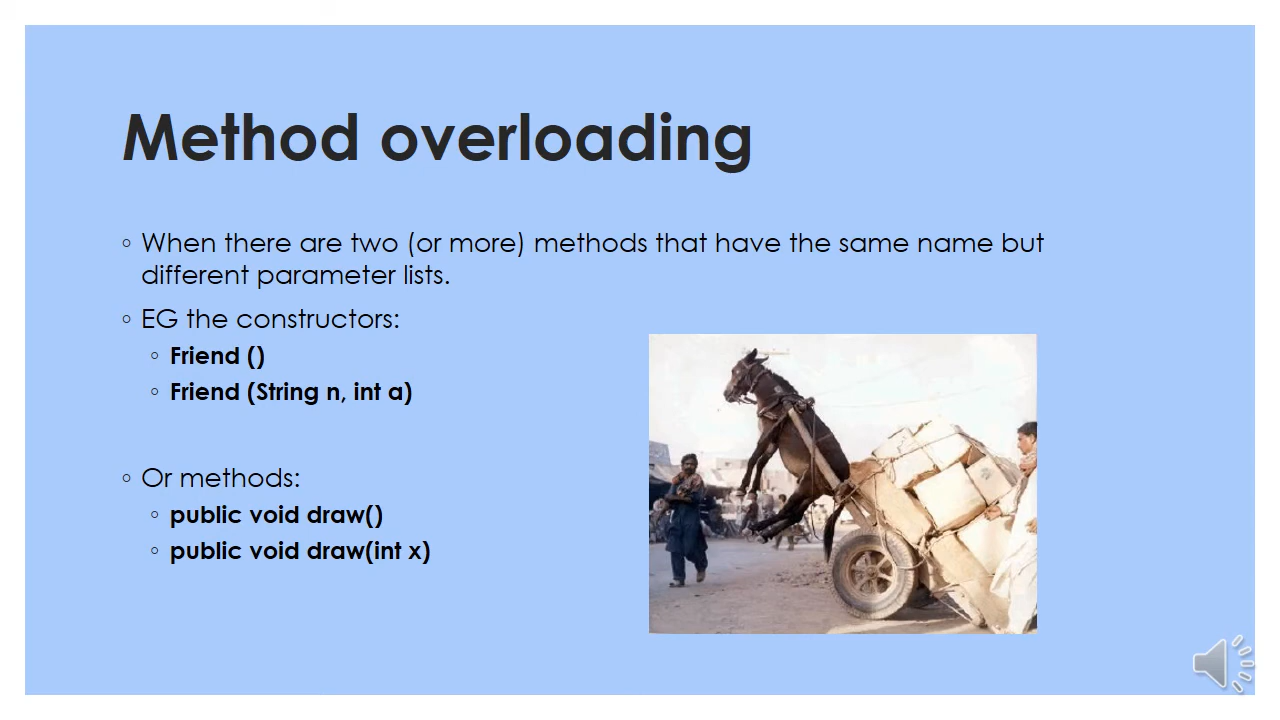 Method overloading
◦ When there are two (or more) methods that have the same name but
different parameter lists.
◦ EG the constructors:
◦ Friend ()
◦ Friend (String n, int a)
◦ Or methods:
◦ public void draw()
◦ public void draw(int x)